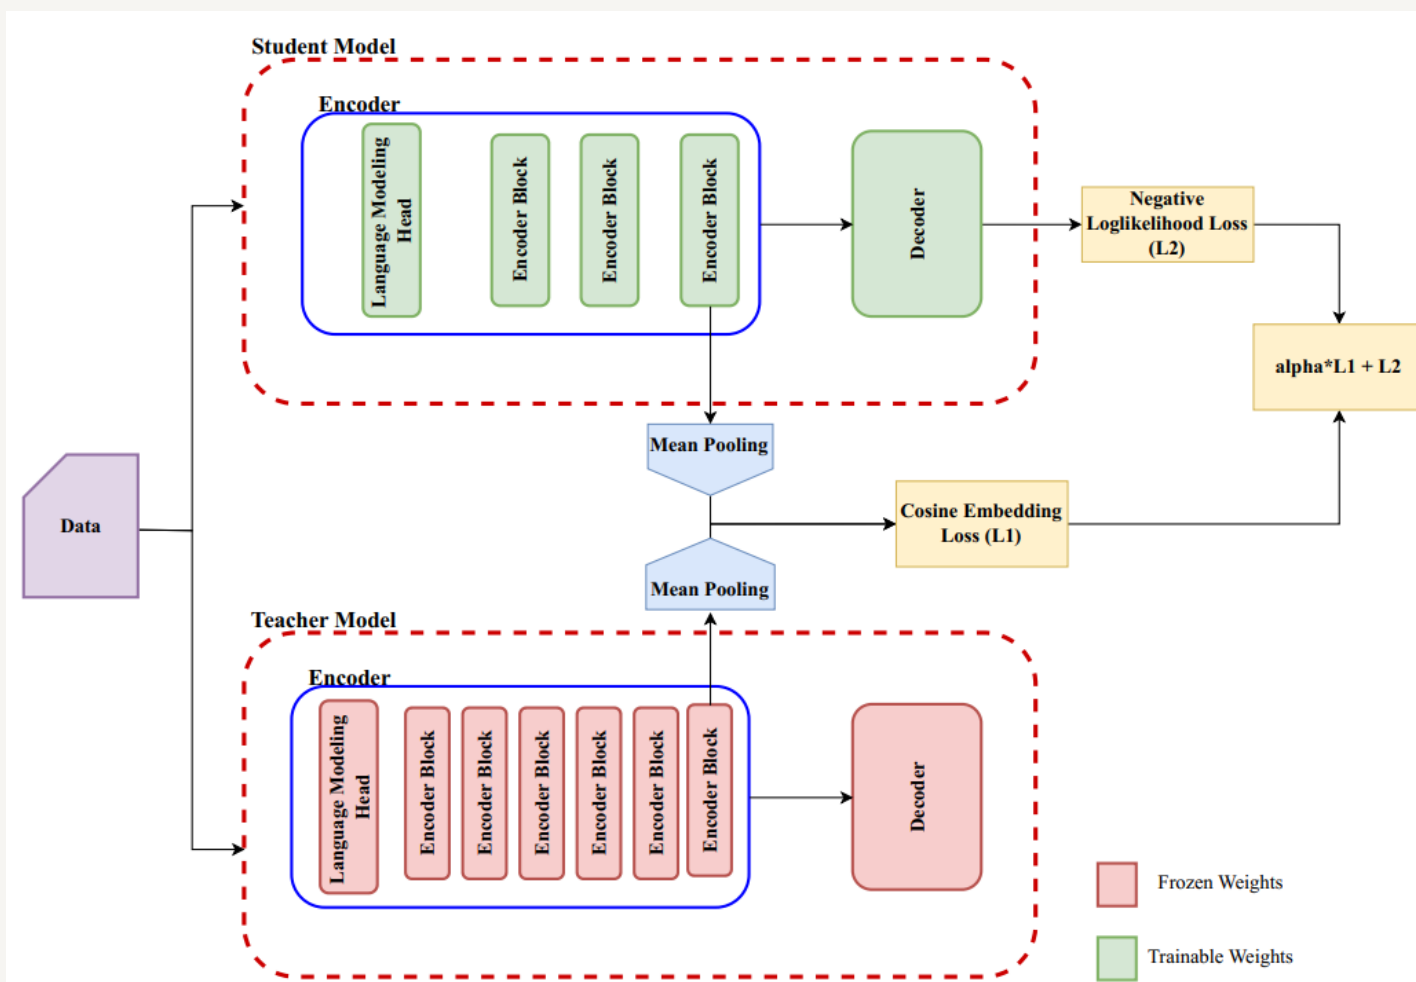 Student Model
Encoder
Language Modeling
Head
Encoder Block
Encoder Block
Encoder Block
Decoder
Negative
Loglikelihood Loss
(L2)
alpha*L1 + L2
Mean Pooling
Data
Cosine Embedding
Loss (L1)
Mean Pooling
Teacher Model
Encoder
Language Modeling
Head
Encoder Block
Encoder Block
Encoder Block
Encoder Block
Encoder Block
Encoder Block
Decoder
Frozen Weights
Trainable Weights